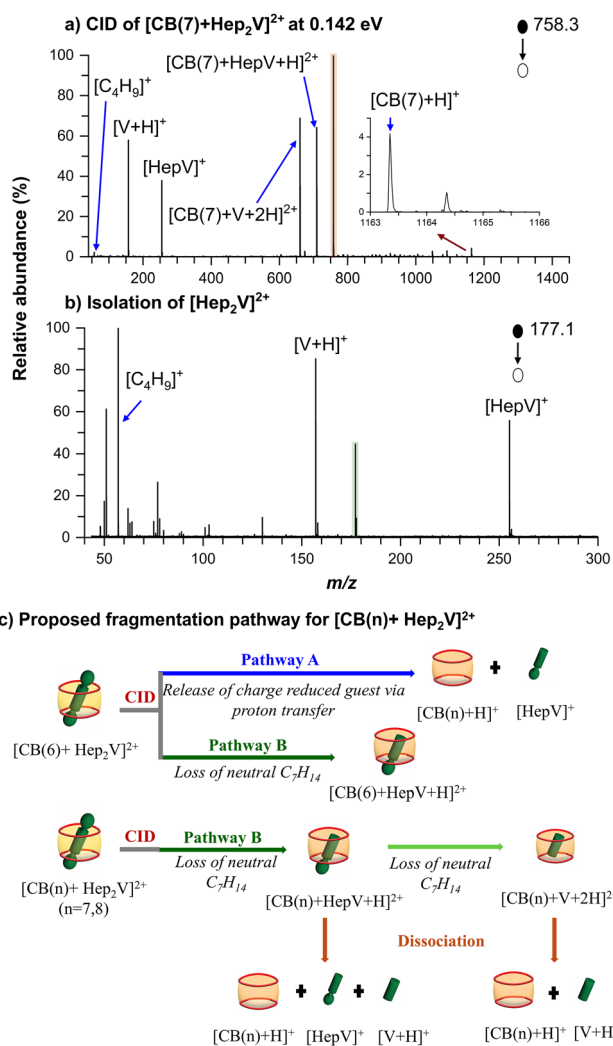 a) CID of [CB(7)+Hep₂V]²⁺ at 0.142 eV
758.3
[CB(7)+HepV+H]²⁺
[C₄H₉]⁺
[CB(7)+H]⁺
[V+H]⁺
[HepV]⁺
[CB(7)+V+2H]²⁺
100
80
60
40
20
0
4
2
0
1163 1164 1165 1166
200 400 600 800 1000 1200 1400
Relative abundance (%)
b) Isolation of [Hep₂V]²⁺
177.1
[V+H]⁺
[C₄H₉]⁺
[HepV]⁺
100
80
60
40
20
0
50 100 150 200 250 300
m/z
c) Proposed fragmentation pathway for [CB(n)+ Hep₂V]²⁺
Pathway A
CID
Release of charge reduced guest via
proton transfer
+
[CB(n)+H]⁺ [HepV]⁺
[CB(6)+ Hep₂V]²⁺
Pathway B
Loss of neutral C₇H₁₄
[CB(6)+HepV+H]²⁺
CID
Pathway B
Loss of neutral
C₇H₁₄
Loss of neutral
C₇H₁₄
[CB(n)+ Hep₂V]²⁺
(n=7,8)
[CB(n)+HepV+H]²⁺
[CB(n)+V+2H]²
Dissociation
+ + +
[CB(n)+H]⁺ [HepV]⁺ [V+H]⁺ [CB(n)+H]⁺ [V+H